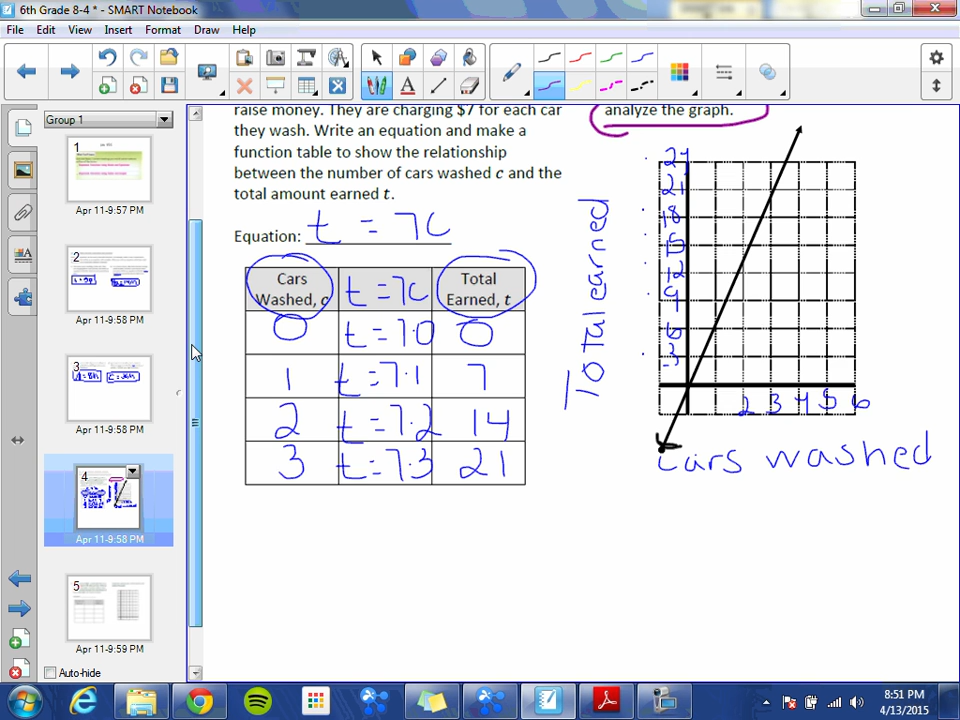 6th Grade 8-4 * - SMART Notebook
File Edit View Insert Format Draw Help
Group 1
1
Apr 11-9:57 PM
2
Apr 11-9:58 PM
3
Apr 11-9:58 PM
4
Apr 11-9:58 PM
5
Apr 11-9:59 PM
Auto-hide
raise money. They are charging $7 for each car
they wash. Write an equation and make a
function table to show the relationship
between the number of cars washed c and the
total amount earned t.
Equation: t = 7c
Cars Washed, c t = 7c Total Earned, t
0 t = 7·0 0
1 t = 7·1 7
2 t = 7·2 14
3 t = 7·3 21
analyze the graph.
Total earned
24
21
18
15
12
9
6
3
2 3 4 5 6
cars washed
8:51 PM
4/13/2015